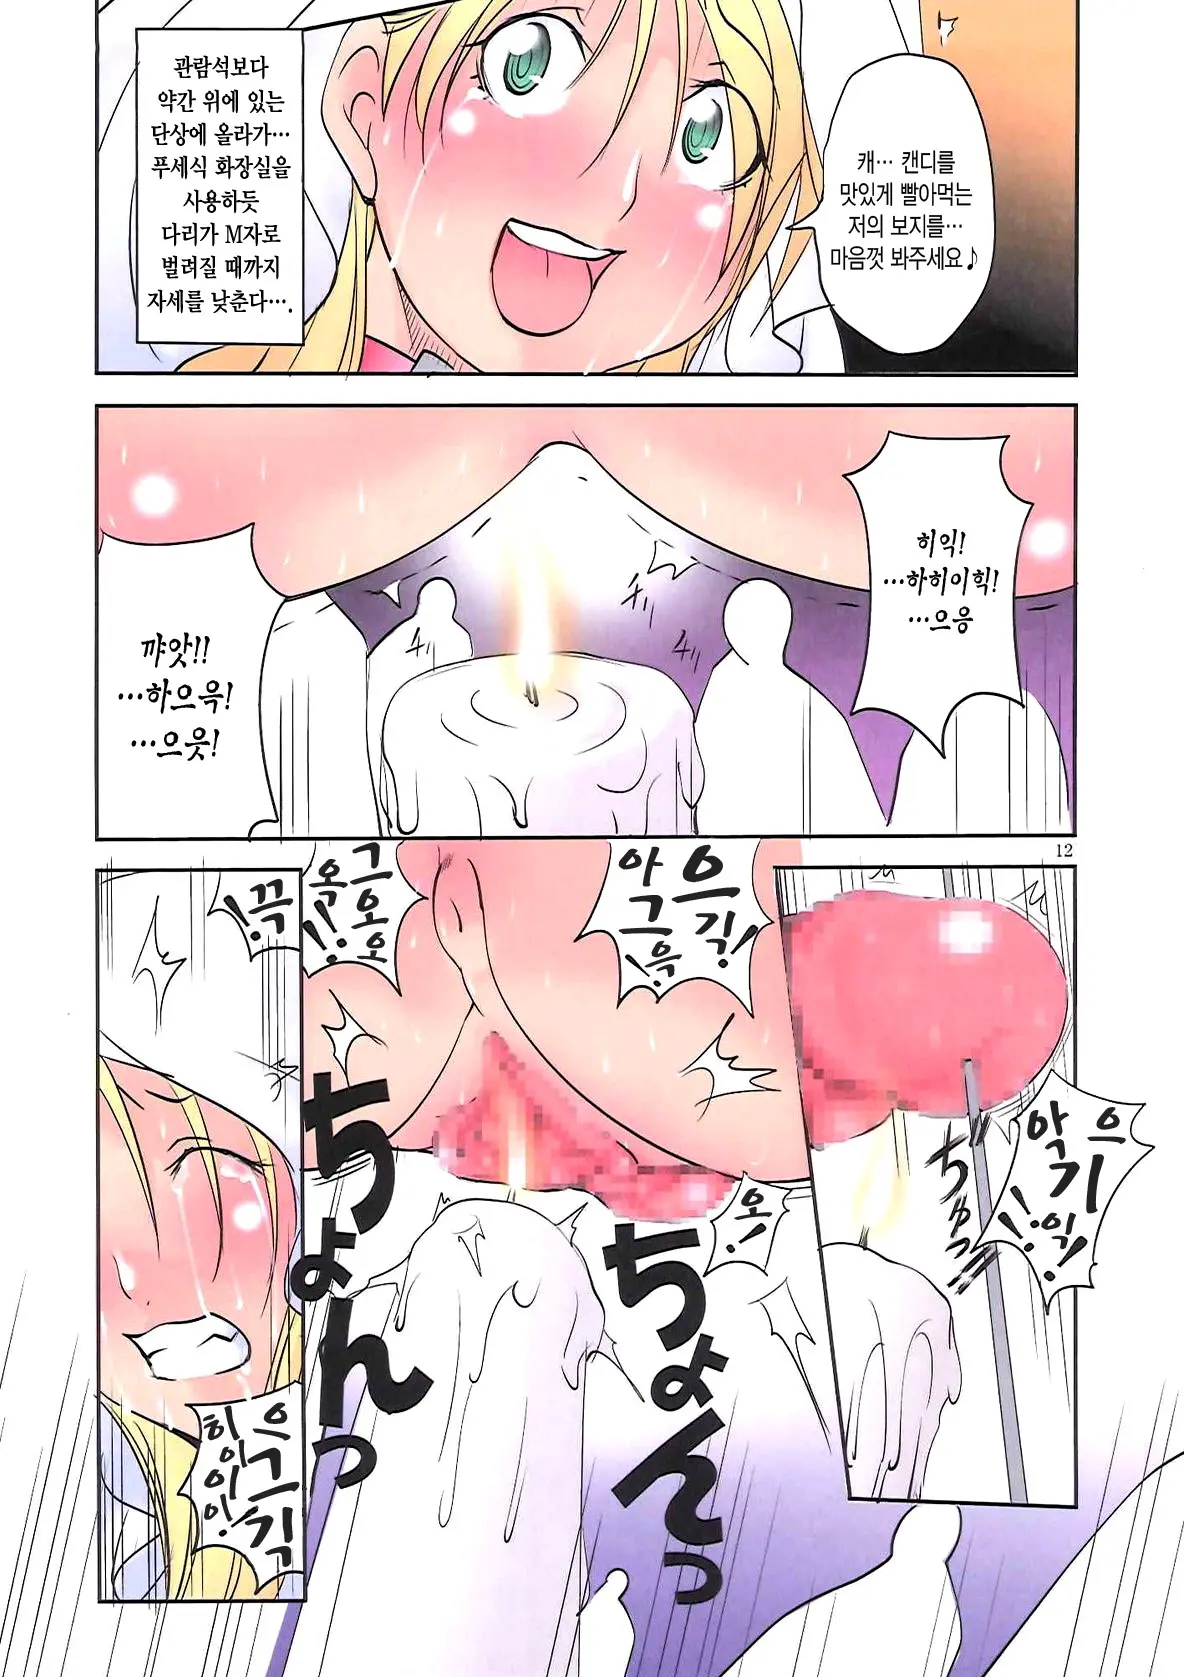 캐… 캔디를
맛있게 빨아먹는
저의 보지를…
마음껏 봐주세요♪
관람석보다
약간 위에 있는
단상에 올라가…
푸세식 화장실을
사용하듯
다리가 M자로
벌려질 때까지
자세를 낮춘다….
히익!
…하히이힉!
…으응
꺄앗!!
…하으윽!
…으읏!
12
으긱!
아그윽!
그오오
옥!!
끅!
으기익!
악!!
ちゅっ
오!
ちょんっ
ちょんっ
으그긱
히이이이!